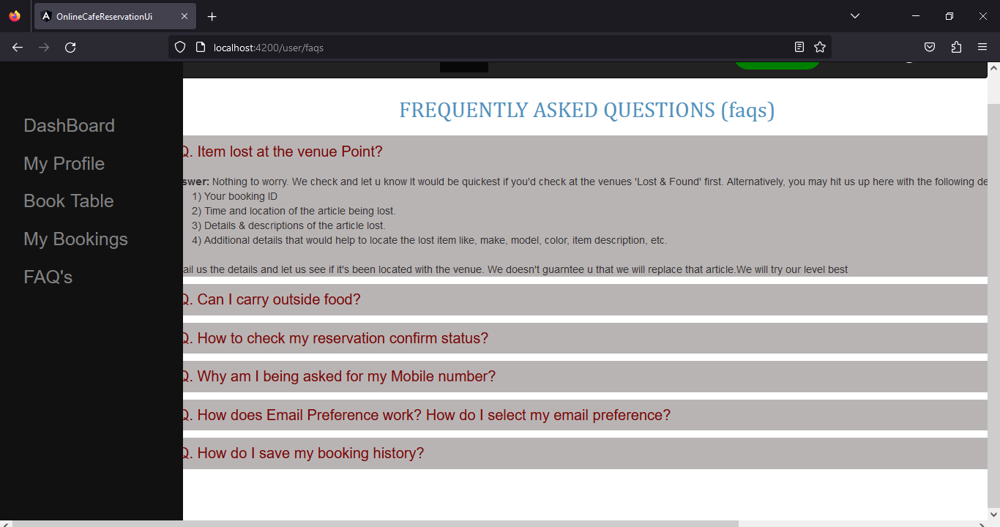 OnlineCafeReservationUi
localhost:4200/user/faqs
DashBoard
My Profile
Book Table
My Bookings
FAQ's
FREQUENTLY ASKED QUESTIONS (faqs)
Q. Item lost at the venue Point?
swer: Nothing to worry. We check and let u know It would be quickest if you'd check at the venues 'Lost & Found' first. Alternatively, you may hit us up here with the following de
1) Your booking ID
2) Time and location of the article being lost.
3) Details & descriptions of the article lost.
4) Additional details that would help to locate the lost item like, make, model, color, item description, etc.
ail us the details and let us see if it's been located with the venue. We doesn't guarntee u that we will replace that article.We will try our level best
Q. Can I carry outside food?
Q. How to check my reservation confirm status?
Q. Why am I being asked for my Mobile number?
Q. How does Email Preference work? How do I select my email preference?
Q. How do I save my booking history?